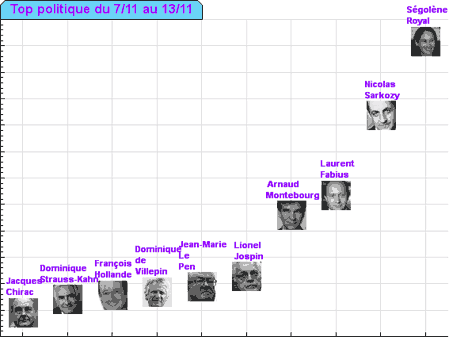 Top politique du 7/11 au 13/11
Ségolène
Royal
Nicolas
Sarkozy
Laurent
Fabius
Arnaud
Montebourg
Lionel
Jospin
Jean-Marie
Le
Pen
Dominique
de
Villepin
François
Hollande
Dominique
Strauss-Kahn
Jacques
Chirac